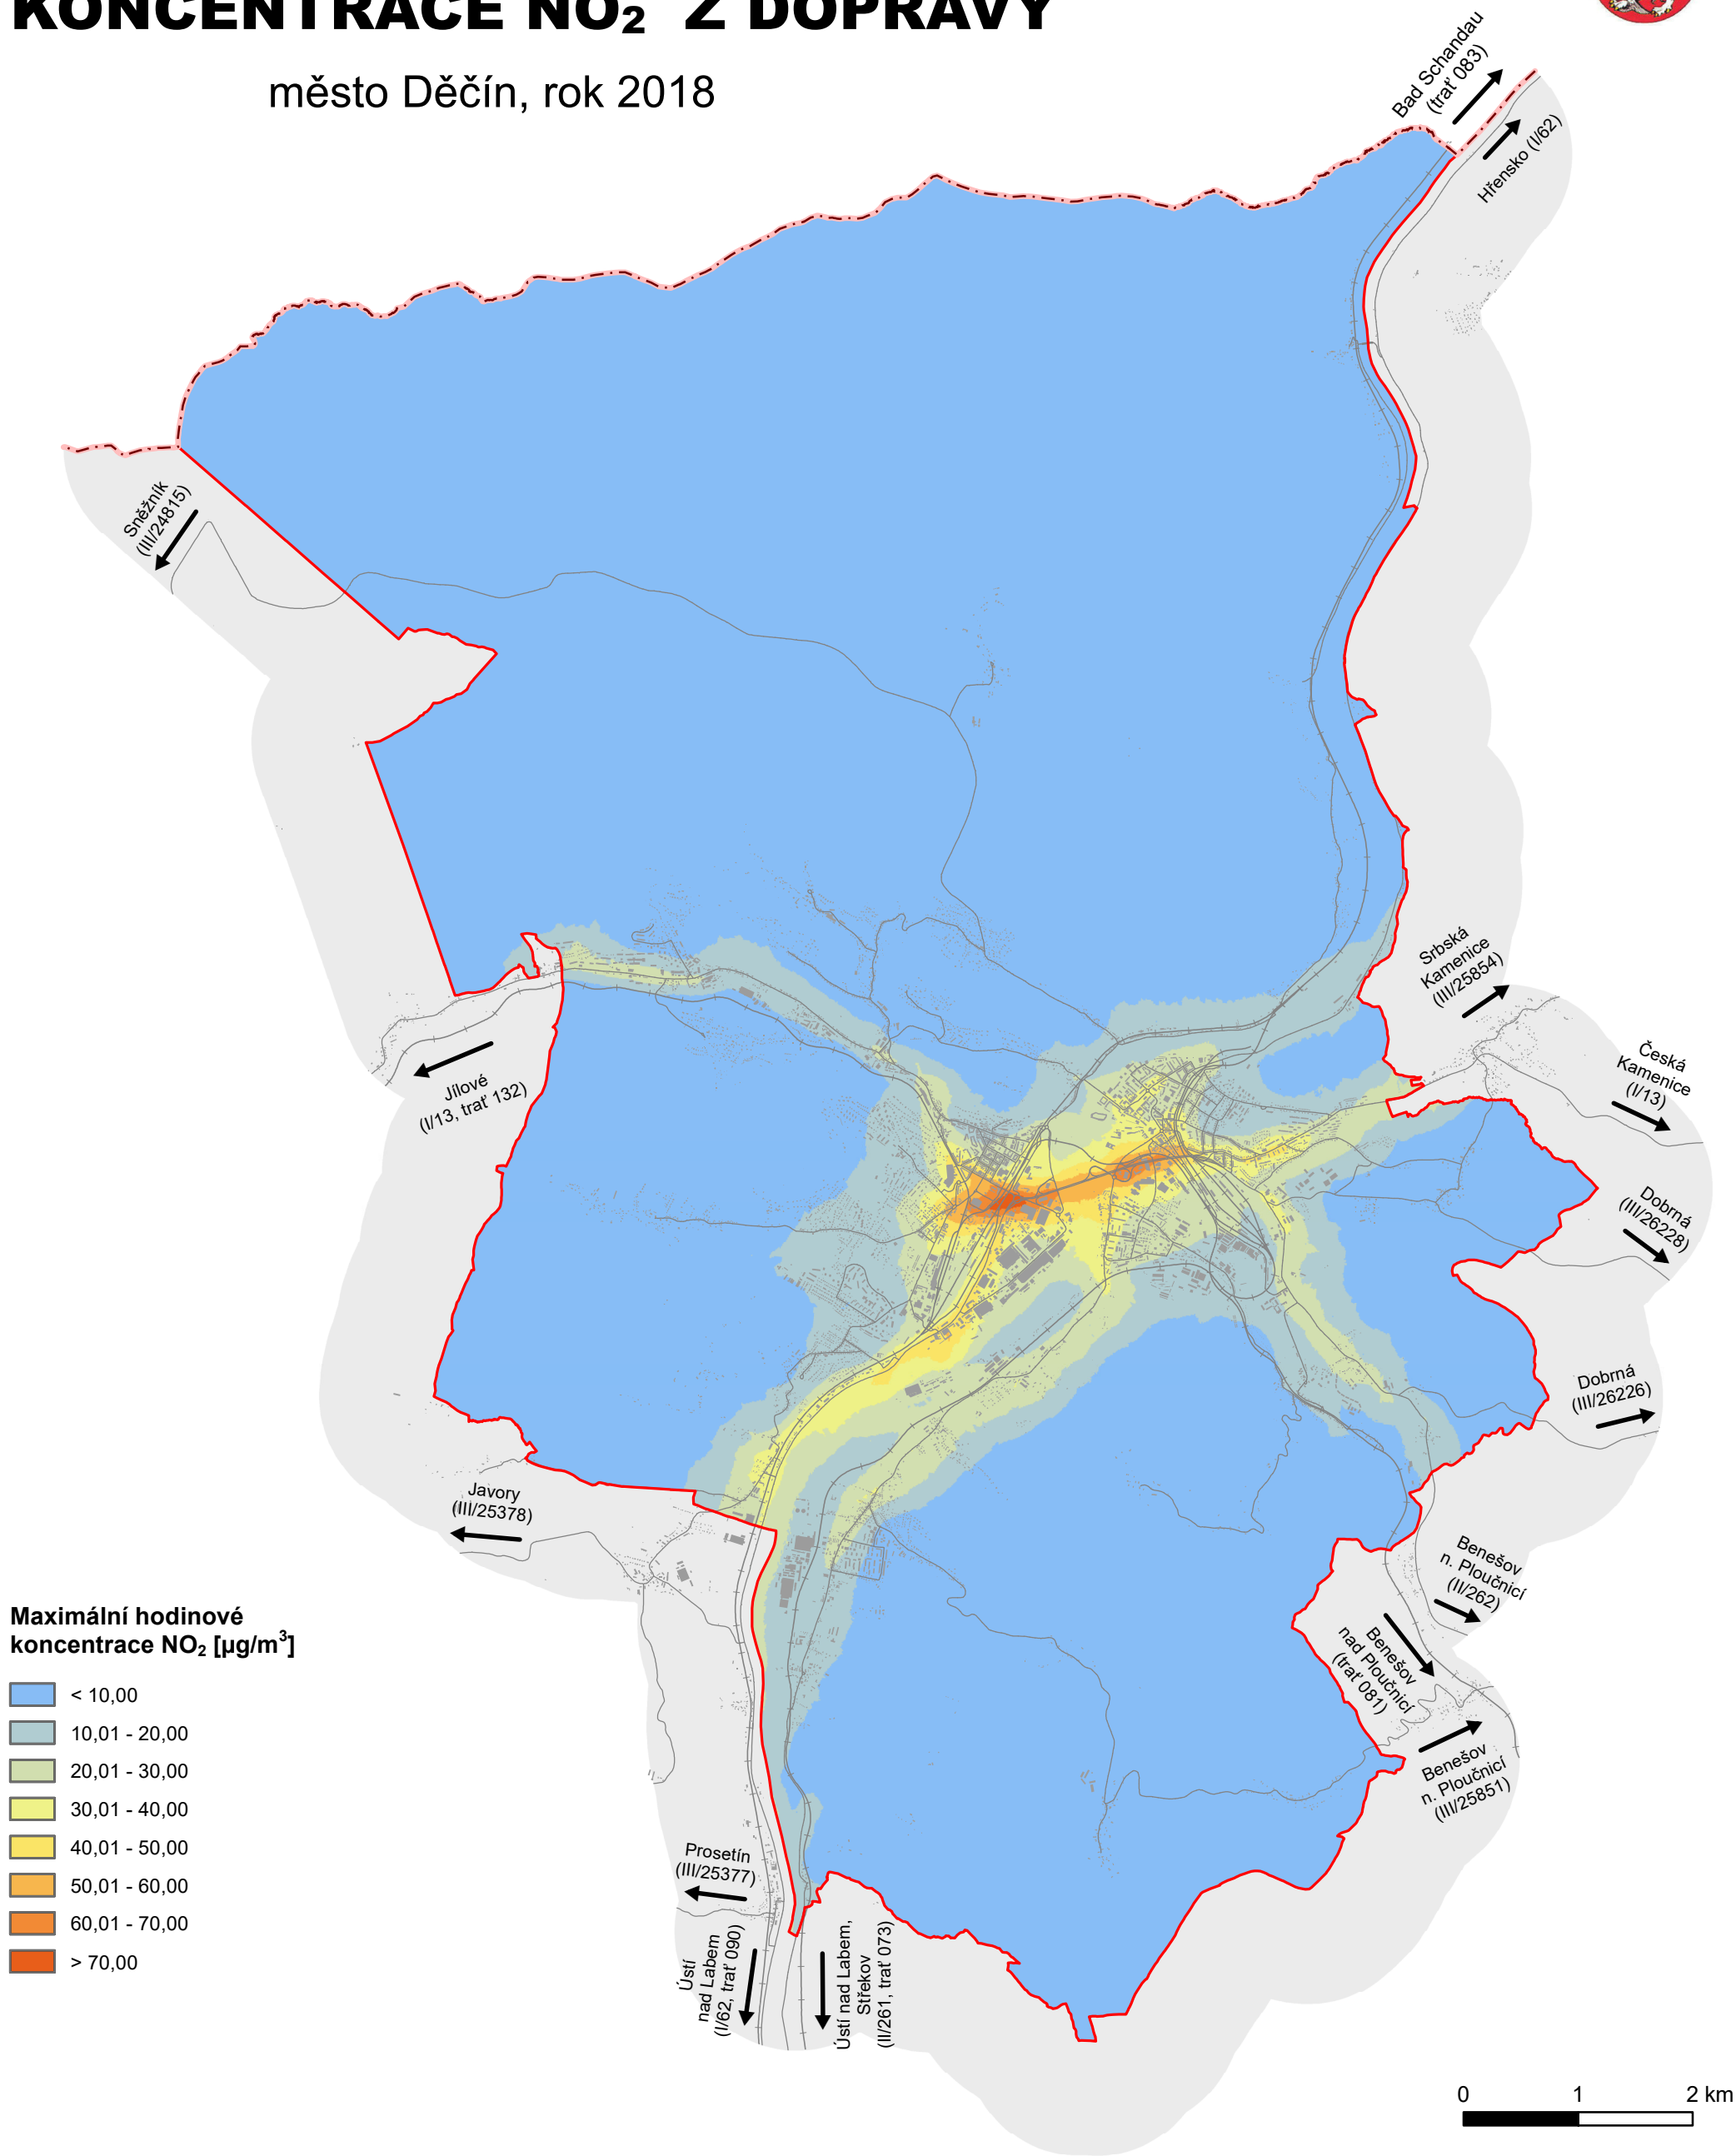 KONCENTRACE NO₂ Z DOPRAVY
město Děčín, rok 2018
Bad Schandau
(trať 083)
Hřensko (I/62)
Sněžník
(III/24815)
Srbská
Kamenice
(III/25854)
Česká
Kamenice
(I/13)
Jílové
(I/13, trať 132)
Dobrná
(III/26228)
Dobrná
(III/26226)
Javory
(III/25378)
Benešov
n. Ploučnicí
(II/262)
Benešov
nad Ploučnicí
(trať 081)
Benešov
n. Ploučnicí
(III/25851)
Prosetín
(III/25377)
Ústí
nad Labem
(I/62, trať 090)
Ústí nad Labem,
Střekov
(II/261, trať 073)
Maximální hodinové
koncentrace NO₂ [µg/m³]
< 10,00
10,01 - 20,00
20,01 - 30,00
30,01 - 40,00
40,01 - 50,00
50,01 - 60,00
60,01 - 70,00
> 70,00
0 1 2 km